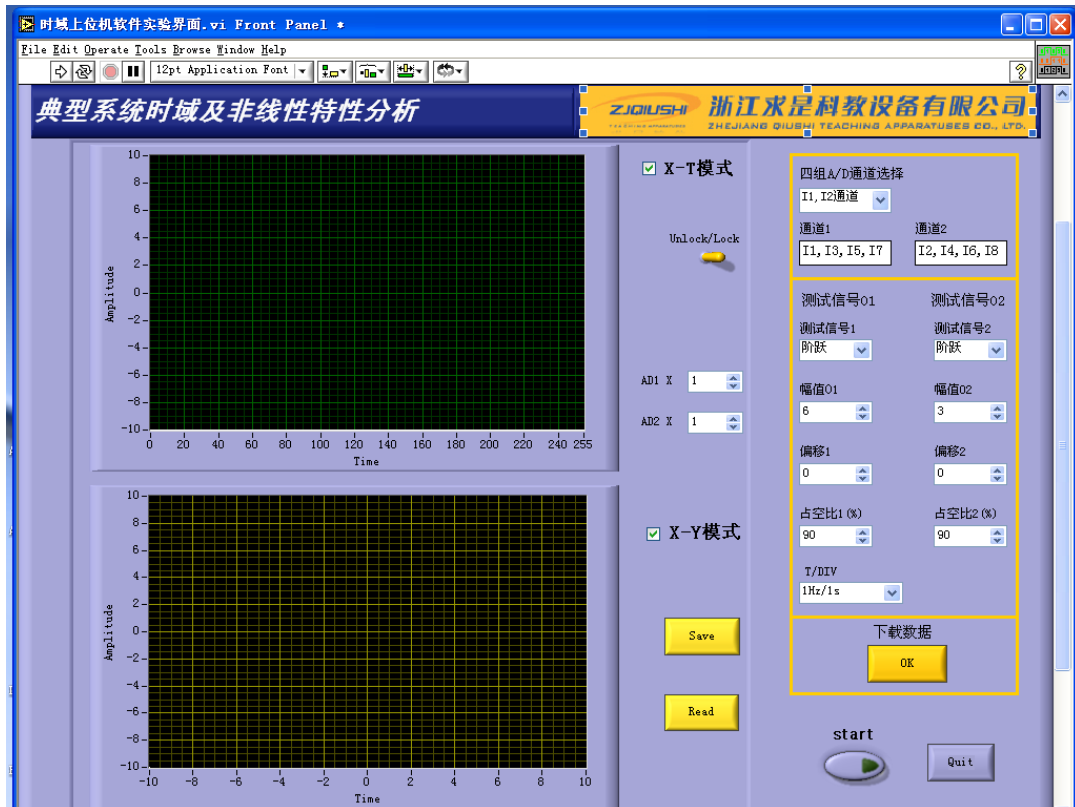 时域上位机软件实验界面.vi Front Panel *
File Edit Operate Tools Browse Window Help
12pt Application Font
典型系统时域及非线性特性分析
ZJQIUSHI 浙江求是科教设备有限公司
ZHEJIANG QIUSHI TEACHING APPARATUSES CO., LTD.
10
8
6
4
2
0
-2
-4
-6
-8
-10
Amplitude
0 20 40 60 80 100 120 140 160 180 200 220 240 255
Time
X-T模式
Unlock/Lock
AD1 X 1
AD2 X 1
四组A/D通道选择
I1,I2通道
通道1 通道2
I1,I3,I5,I7 I2,I4,I6,I8
测试信号01 测试信号02
测试信号1 测试信号2
阶跃 阶跃
幅值01 幅值02
6 3
偏移1 偏移2
0 0
占空比1(%) 占空比2(%)
90 90
T/DIV
1Hz/1s
下载数据
OK
10
8
6
4
2
0
-2
-4
-6
-8
-10
Amplitude
-10 -8 -6 -4 -2 0 2 4 6 8 10
Time
X-Y模式
Save
Read
start
Quit